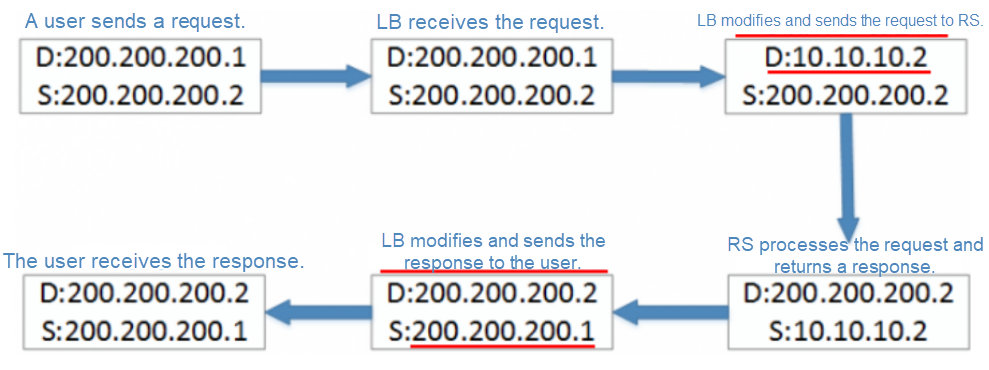 A user sends a request.
D:200.200.200.1
S:200.200.200.2
LB receives the request.
D:200.200.200.1
S:200.200.200.2
LB modifies and sends the request to RS.
D:10.10.10.2
S:200.200.200.2
RS processes the request and
returns a response.
D:200.200.200.2
S:10.10.10.2
LB modifies and sends the
response to the user.
D:200.200.200.2
S:200.200.200.1
The user receives the response.
D:200.200.200.2
S:200.200.200.1